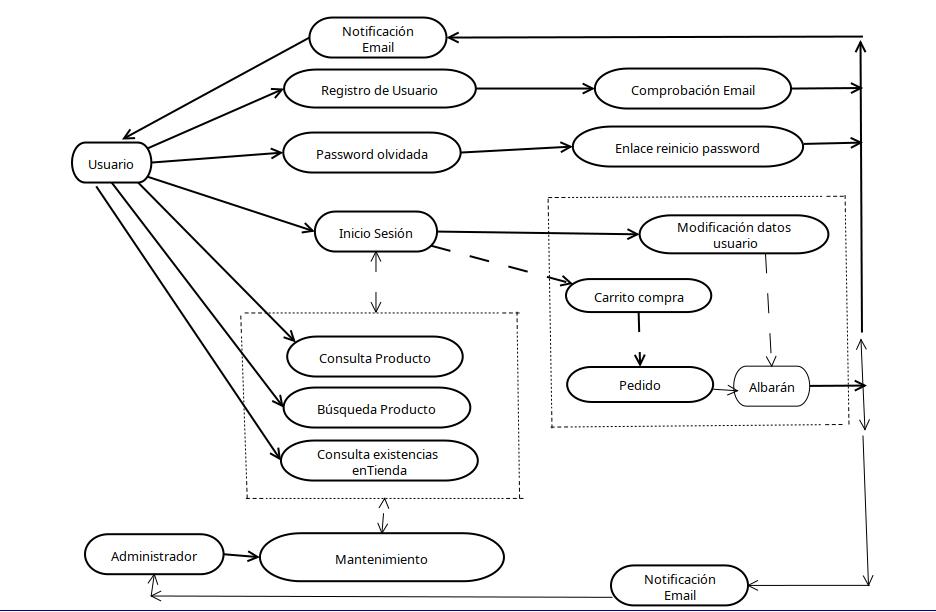 Notificación
Email
Registro de Usuario
Comprobación Email
Password olvidada
Enlace reinicio password
Usuario
Inicio Sesión
Modificación datos
usuario
Carrito compra
Consulta Producto
Pedido
Albarán
Búsqueda Producto
Consulta existencias
enTienda
Administrador
Mantenimiento
Notificación
Email